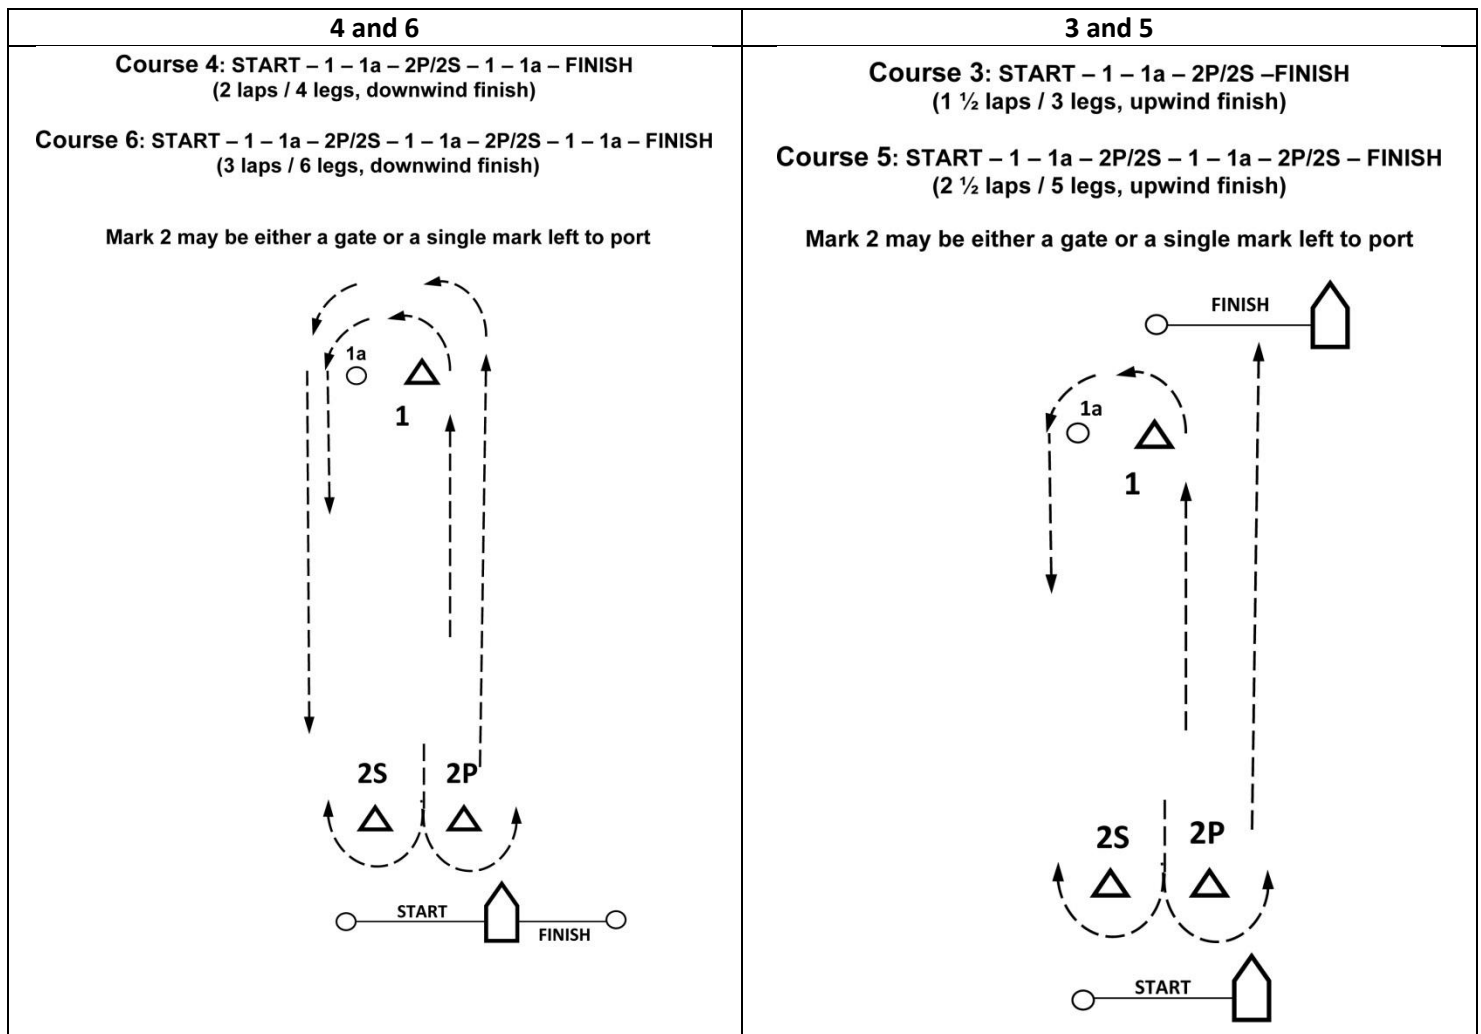 4 and 6
Course 4: START – 1 – 1a – 2P/2S – 1 – 1a – FINISH
(2 laps / 4 legs, downwind finish)
Course 6: START – 1 – 1a – 2P/2S – 1 – 1a – 2P/2S – 1 – 1a – FINISH
(3 laps / 6 legs, downwind finish)
Mark 2 may be either a gate or a single mark left to port
1a
1
2S
2P
START
FINISH
3 and 5
Course 3: START – 1 – 1a – 2P/2S –FINISH
(1 ½ laps / 3 legs, upwind finish)
Course 5: START – 1 – 1a – 2P/2S – 1 – 1a – 2P/2S – FINISH
(2 ½ laps / 5 legs, upwind finish)
Mark 2 may be either a gate or a single mark left to port
FINISH
1a
1
2S
2P
START